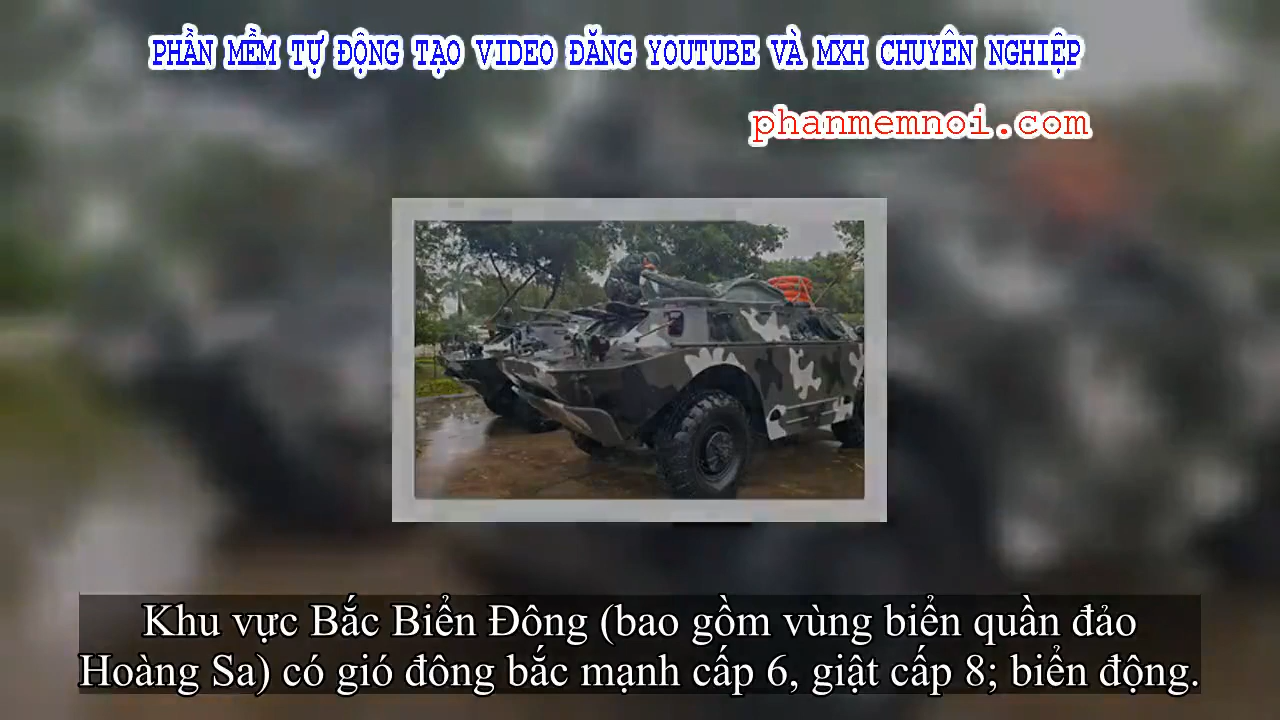 PHẦN MỀM TỰ ĐỘNG TẠO VIDEO ĐĂNG YOUTUBE VÀ MXH CHUYÊN NGHIỆP
phanmemnoi.com
Khu vực Bắc Biển Đông (bao gồm vùng biển quần đảo
Hoàng Sa) có gió đông bắc mạnh cấp 6, giật cấp 8; biển động.